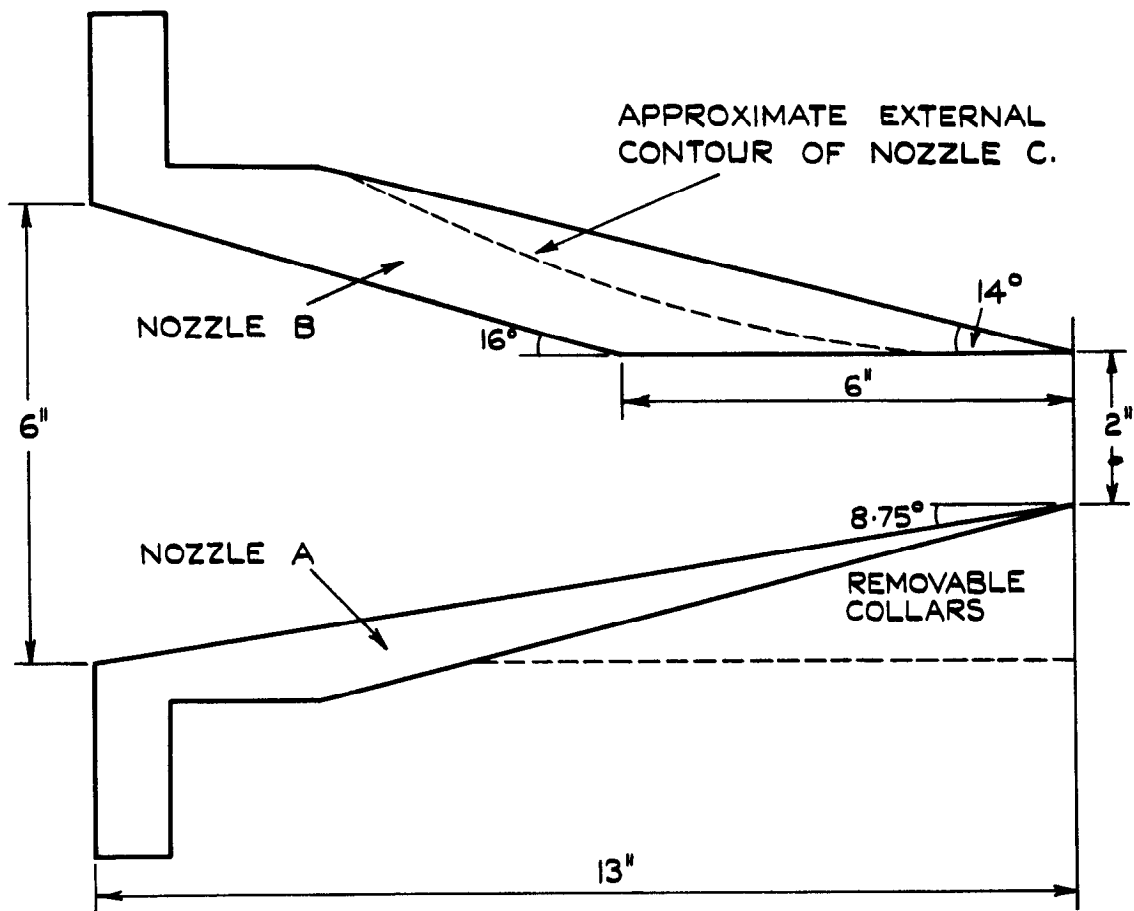 APPROXIMATE EXTERNAL
CONTOUR OF NOZZLE C.
NOZZLE B
16°
14°
6"
6"
2"
8·75°
NOZZLE A
REMOVABLE
COLLARS
13"